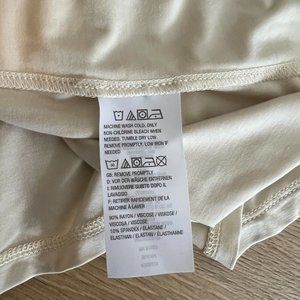 MACHINE WASH COLD, ONLY
NON-CHLORINE BLEACH WHEN
NEEDED. TUMBLE DRY LOW.
REMOVE PROMPTLY. LOW IRON IF
NEEDED
GB: REMOVE PROMPTLY.
D: VOR DER WÄSCHE ENTFERNEN
I: RIMUOVERE SUBITO DOPO IL
LAVAGGIO
F: RETIRER RAPIDEMENT DE LA
MACHINE À LAVER
90% RAYON / VISCOSE / VISKOSE /
VISCOSA / VISCOSE
10% SPANDEX / ELASTANE /
ELASTHAN / ELASTAN / ELASTHANNE